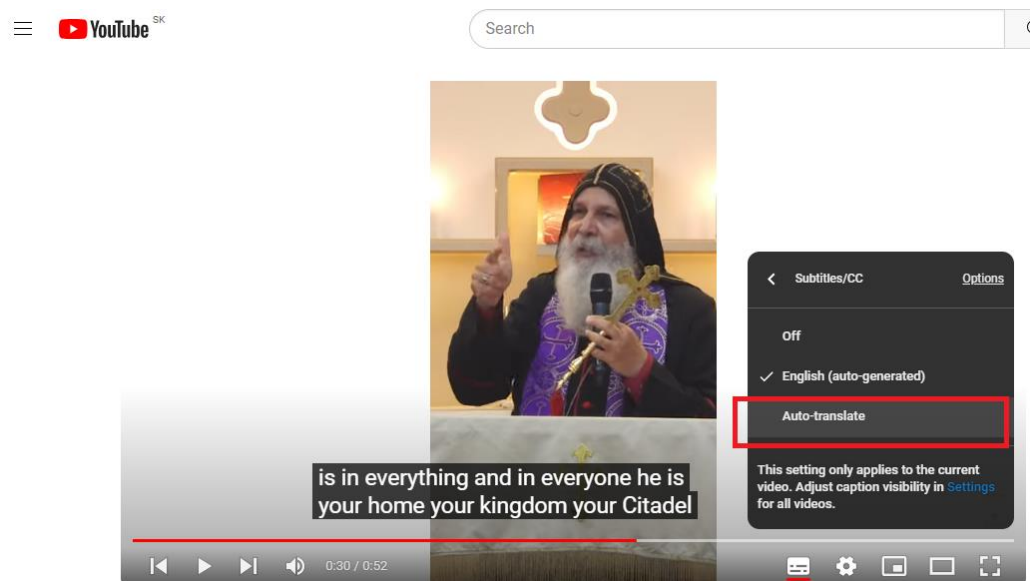 YouTube SK
Search
Subtitles/CC Options
Off
English (auto-generated)
Auto-translate
This setting only applies to the current
video. Adjust caption visibility in Settings
for all videos.
is in everything and in everyone he is
your home your kingdom your Citadel
0:30 / 0:52